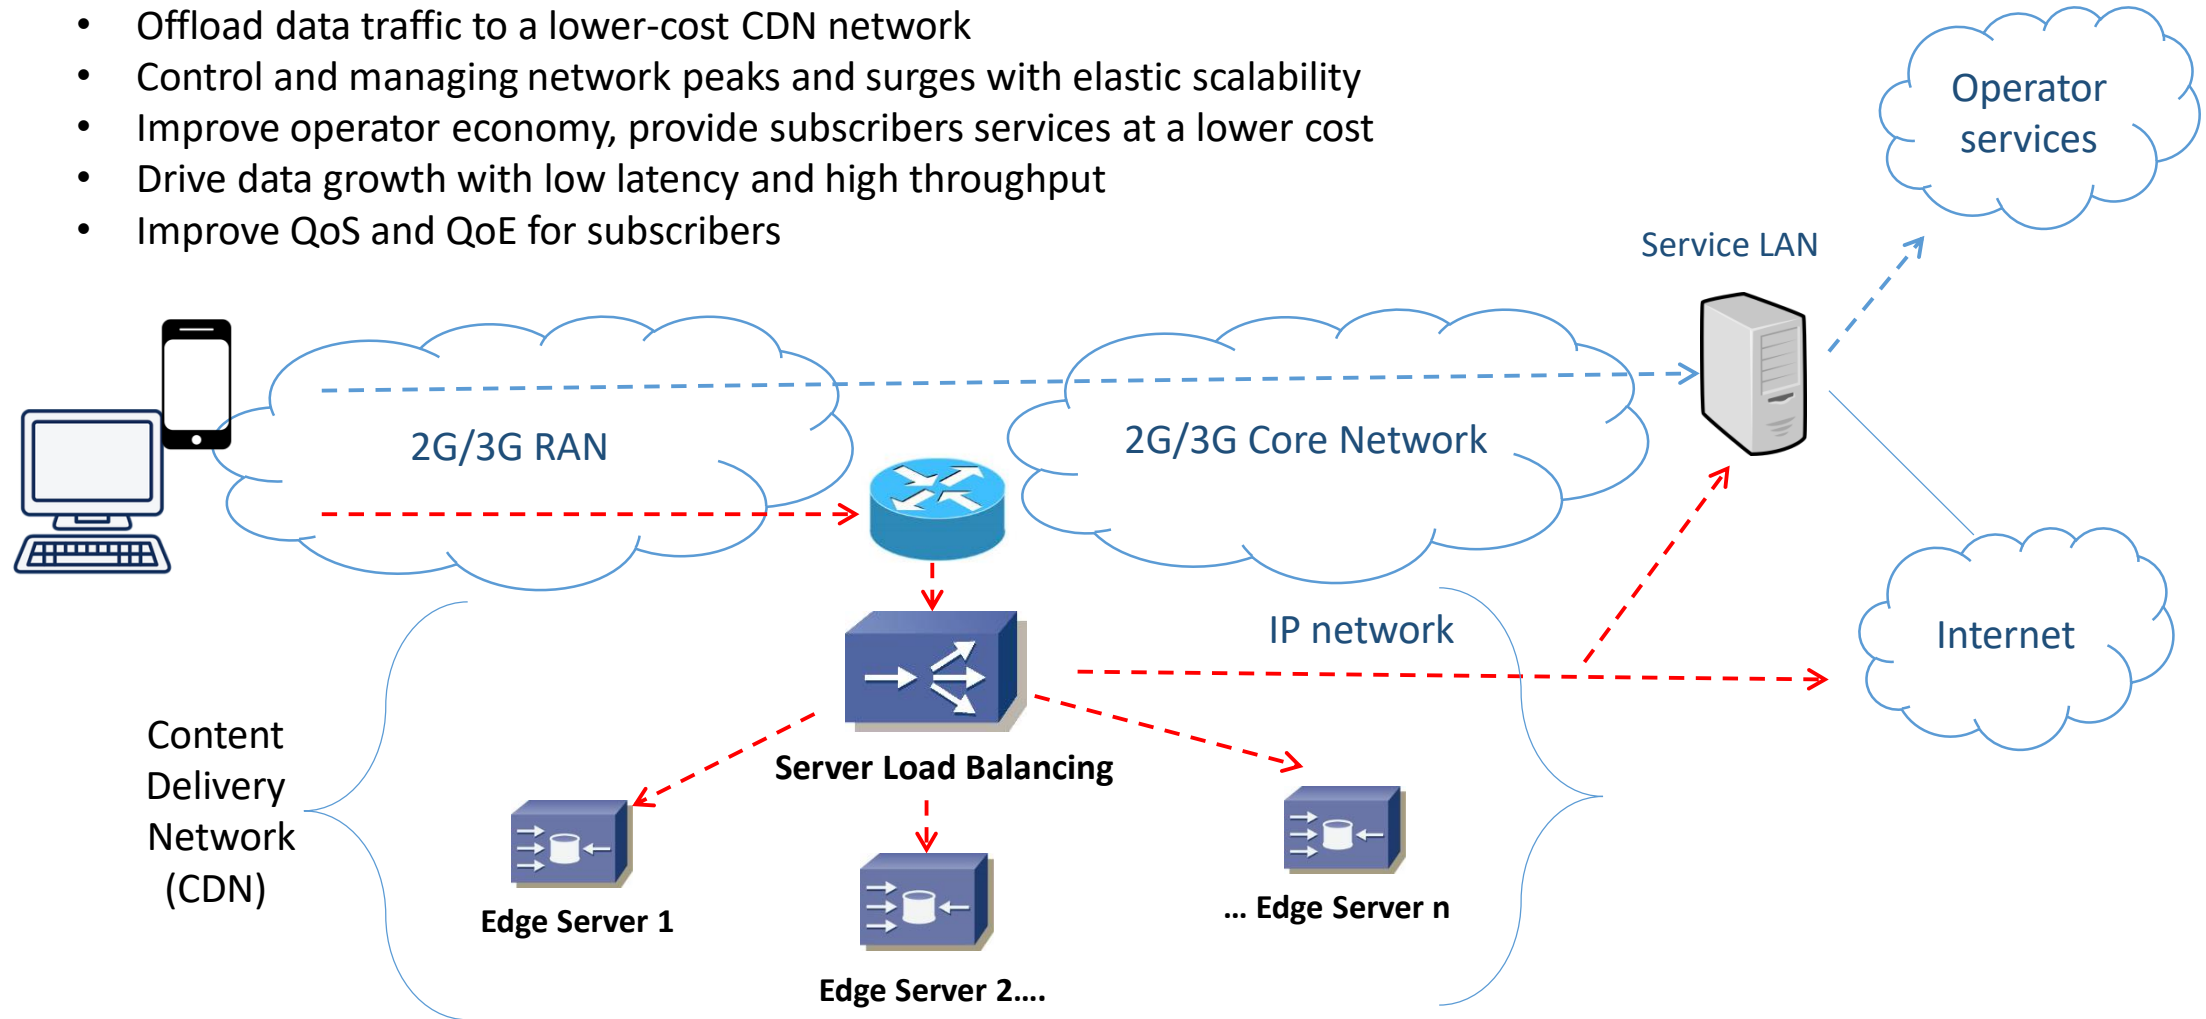 • Offload data traffic to a lower-cost CDN network
• Control and managing network peaks and surges with elastic scalability
• Improve operator economy, provide subscribers services at a lower cost
• Drive data growth with low latency and high throughput
• Improve QoS and QoE for subscribers
Operator
services
Service LAN
2G/3G RAN
2G/3G Core Network
IP network
Internet
Content
Delivery
Network
(CDN)
Server Load Balancing
Edge Server 1
Edge Server 2....
... Edge Server n